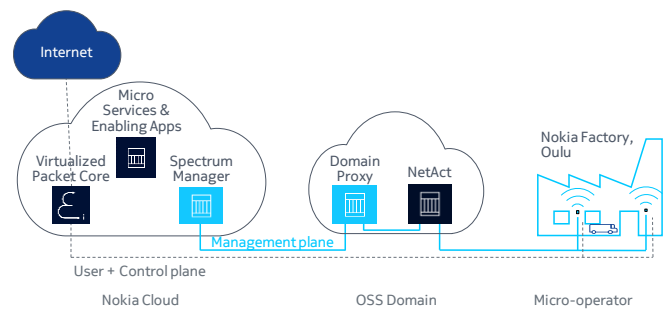 Internet
Micro
Services &
Enabling Apps
Virtualized
Packet Core
Spectrum
Manager
Domain
Proxy
NetAct
Nokia Factory,
Oulu
Management plane
User + Control plane
Nokia Cloud
OSS Domain
Micro-operator